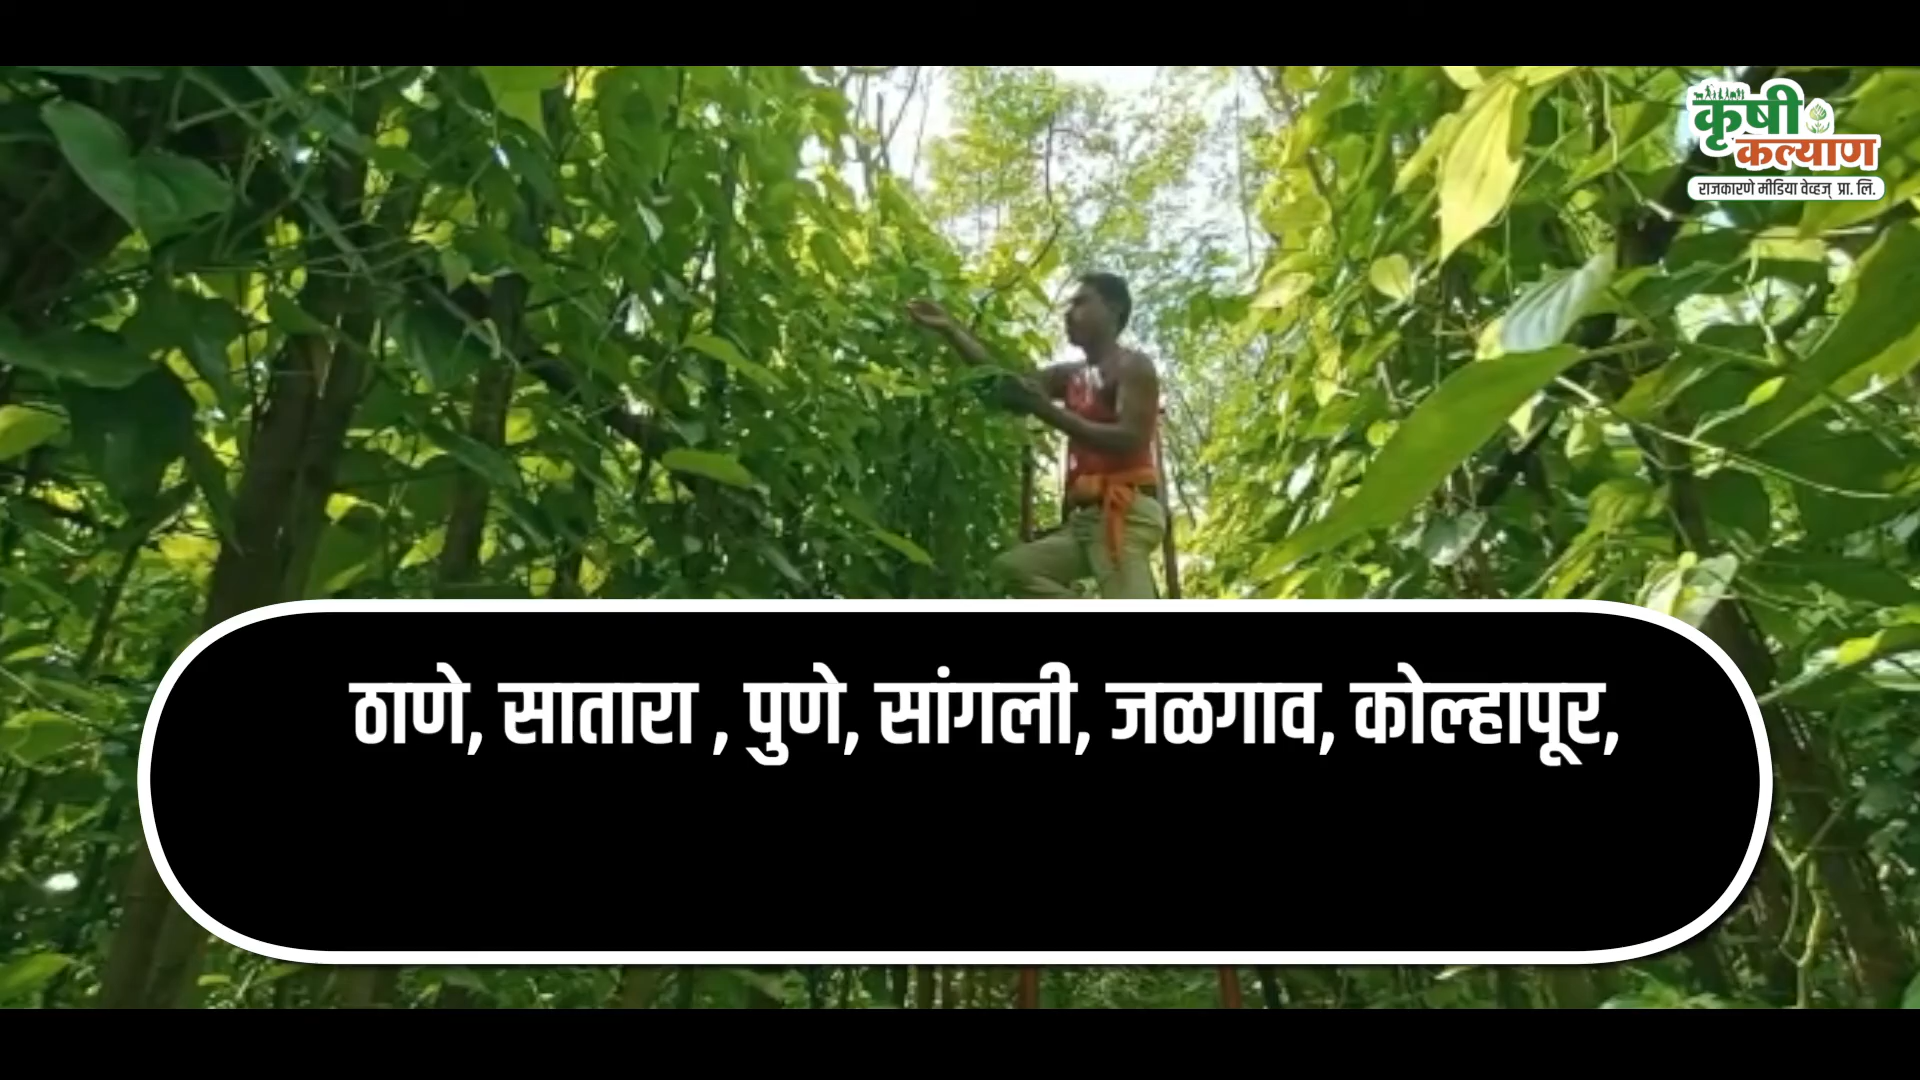 कृषी
कल्याण
राजकारणे मीडिया वेव्हज् प्रा. लि.
ठाणे, सातारा , पुणे, सांगली, जळगाव, कोल्हापूर,